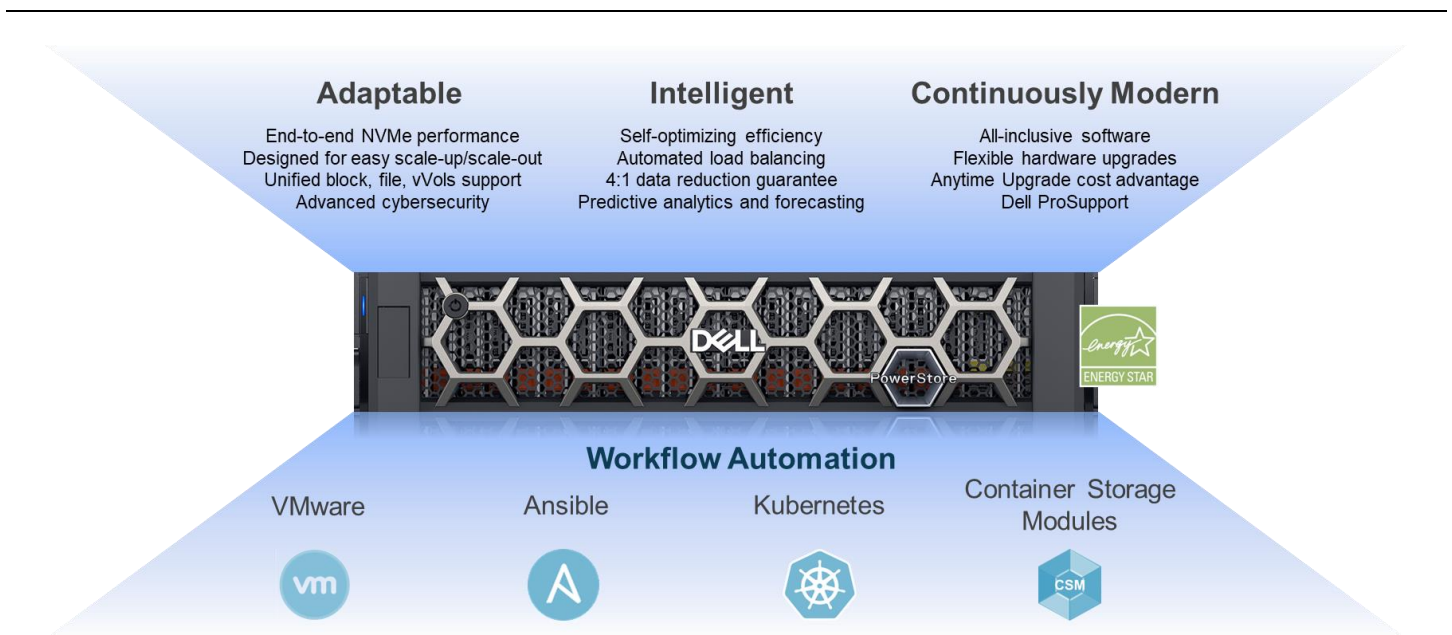 Adaptable
End-to-end NVMe performance
Designed for easy scale-up/scale-out
Unified block, file, vVols support
Advanced cybersecurity
Intelligent
Self-optimizing efficiency
Automated load balancing
4:1 data reduction guarantee
Predictive analytics and forecasting
Continuously Modern
All-inclusive software
Flexible hardware upgrades
Anytime Upgrade cost advantage
Dell ProSupport
DELL
PowerStore
energy
ENERGY STAR
Workflow Automation
VMware
Ansible
Kubernetes
Container Storage
Modules
vm
A
CSM